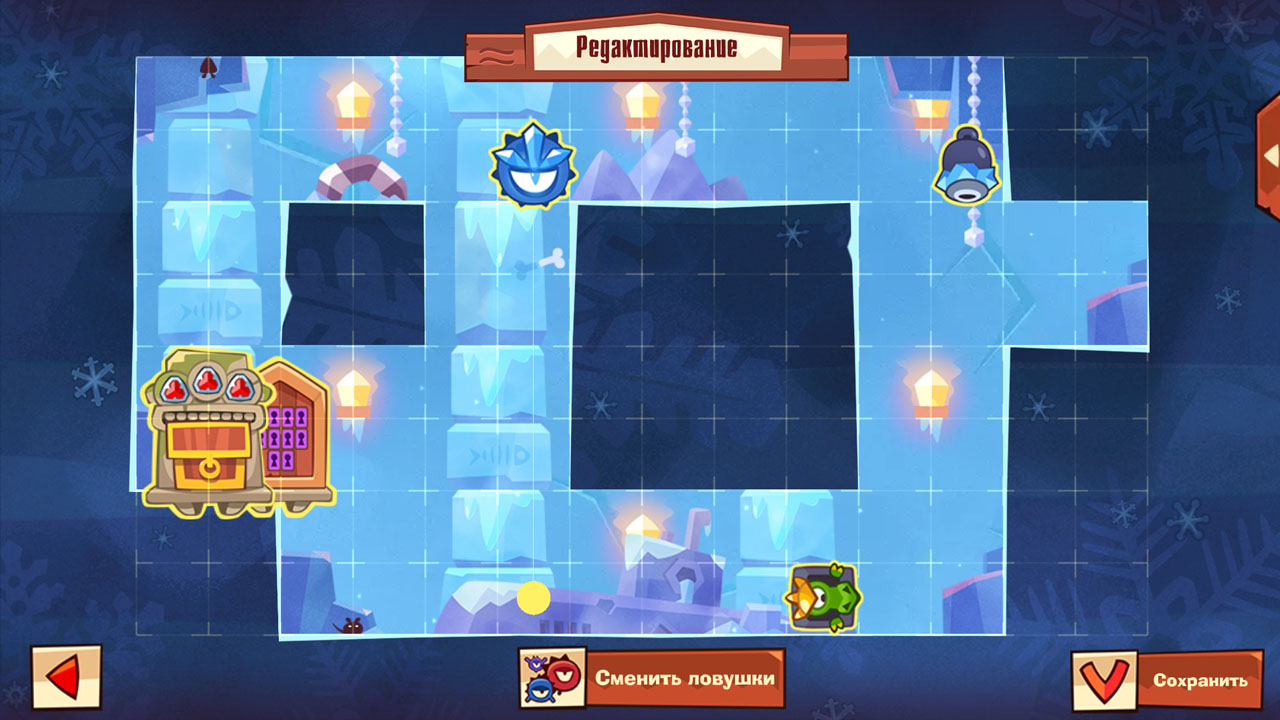 Редактирование
Сменить ловушки
Сохранить